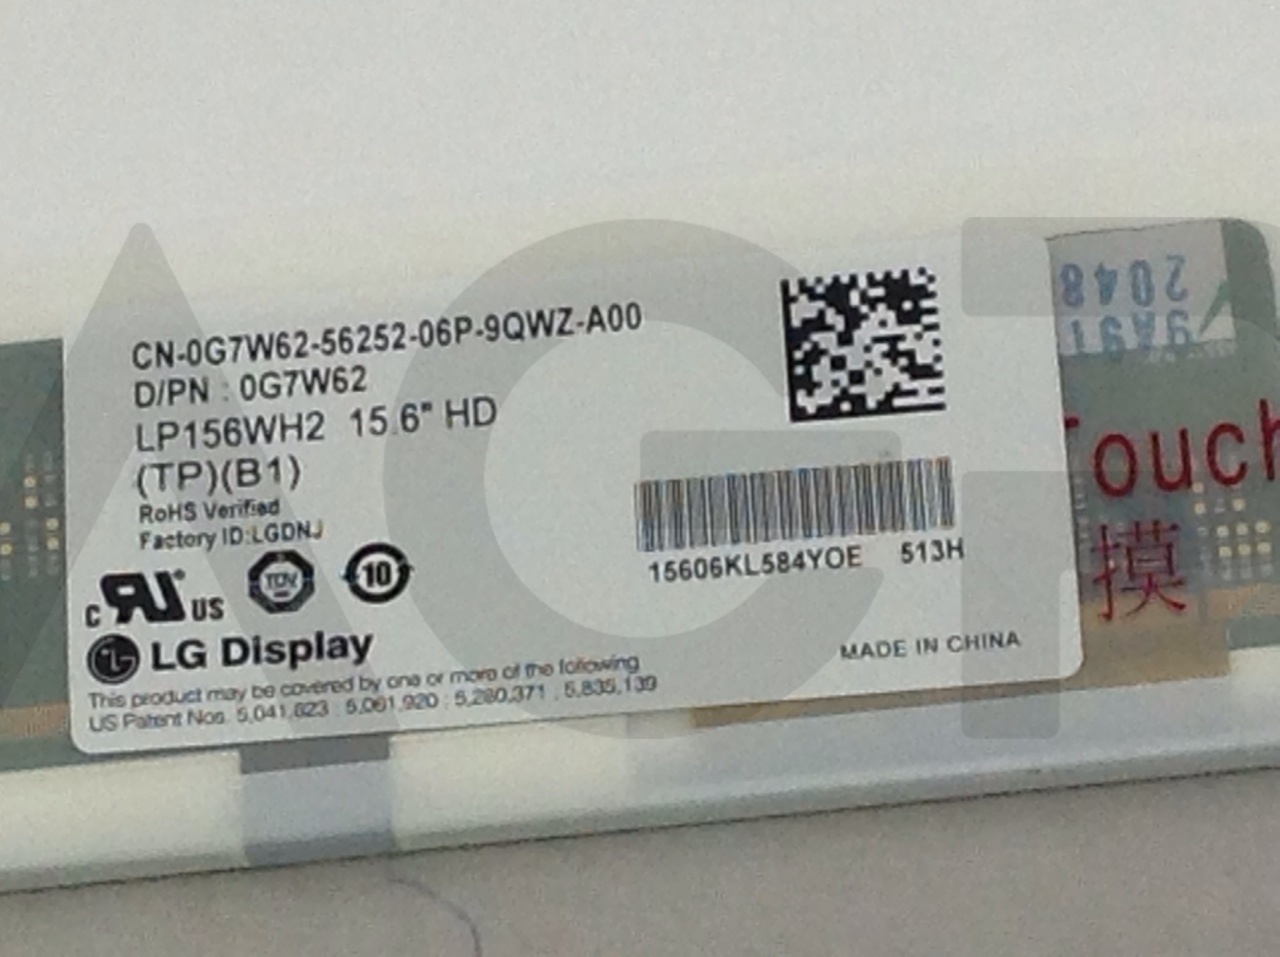 CN-0G7W62-56252-06P-9QWZ-A00
D/PN : 0G7W62
LP156WH2 15.6" HD
(TP)(B1)
RoHS Verified
Factory ID:LGDNJ
c RU US
TÜV
10
LG Display
This product may be covered by one or more of the following
US Patent Nos. 5,041,823 : 5,061,920 : 5,280,371 : 5,835,139
15606KL584YOE 513H
MADE IN CHINA
2048
9A91
Touch
摸